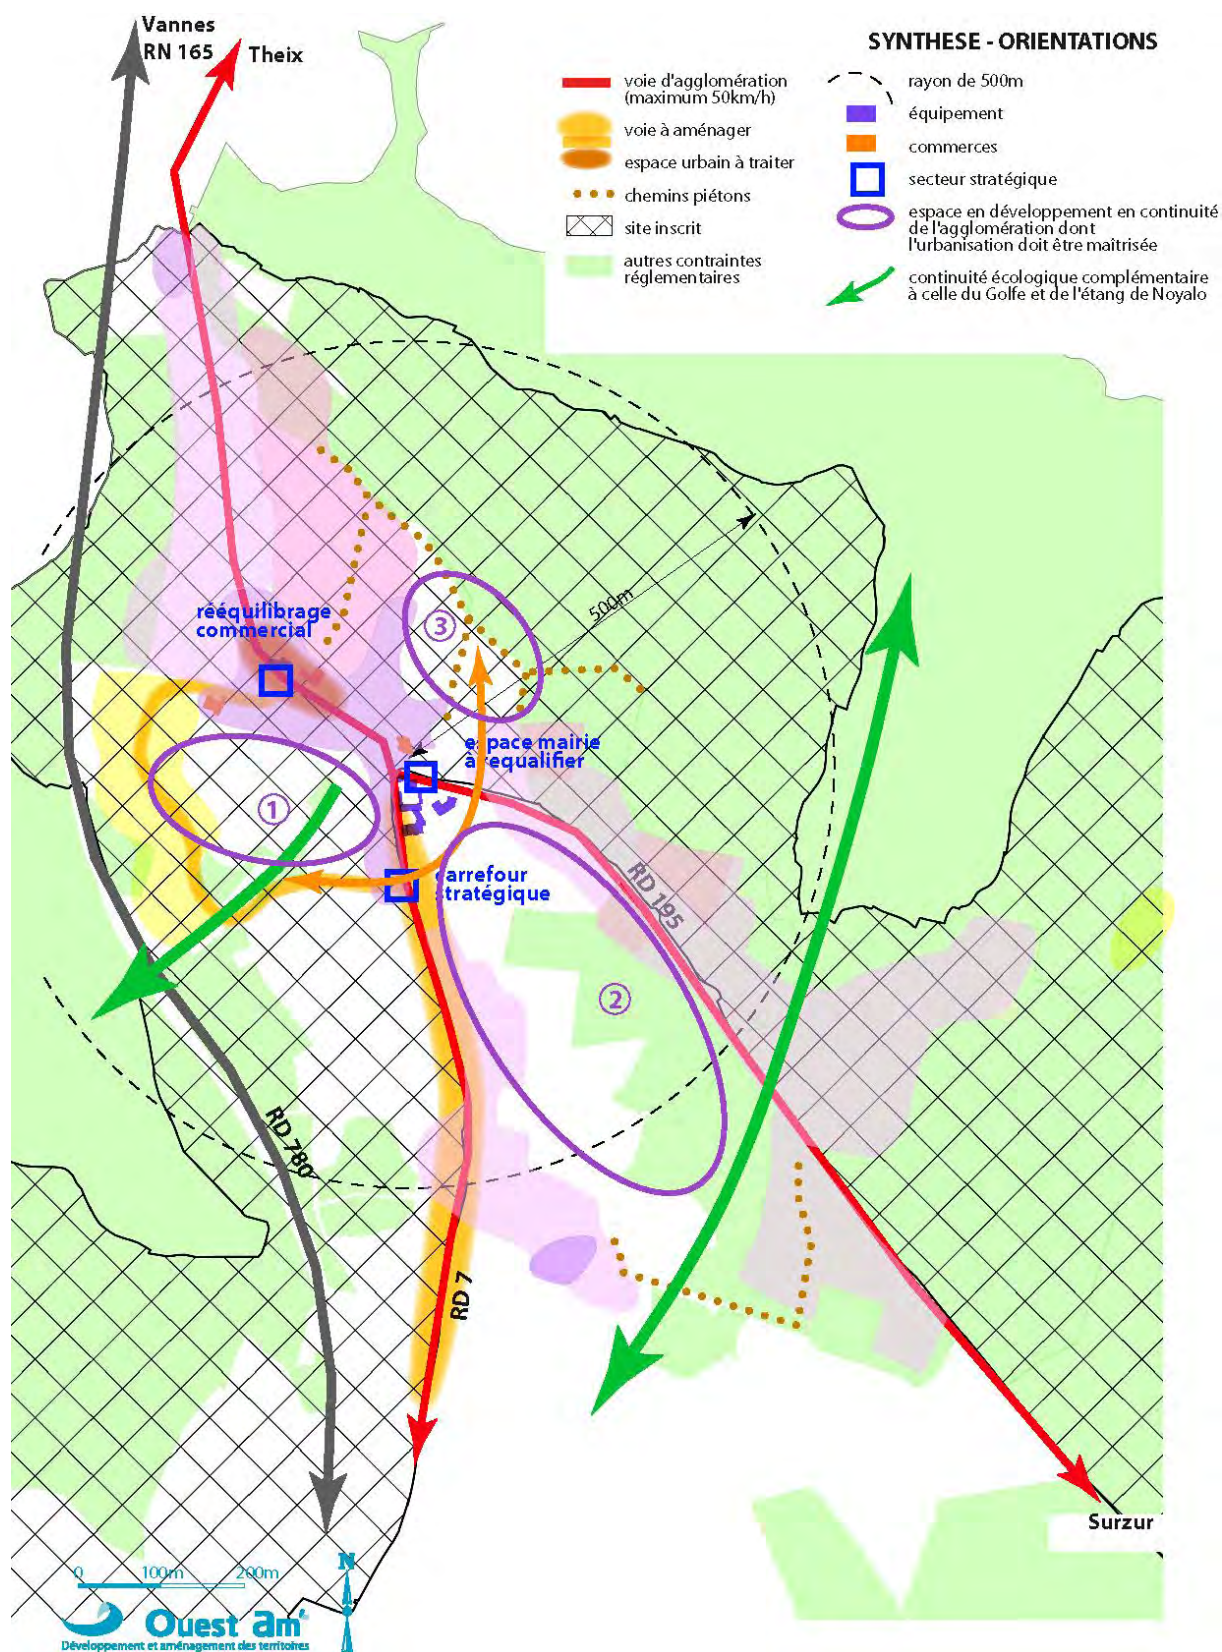 Vannes
RN 165
Theix
SYNTHESE - ORIENTATIONS
voie d'agglomération
(maximum 50km/h)
voie à aménager
espace urbain à traiter
chemins piétons
site inscrit
autres contraintes
réglementaires
rayon de 500m
équipement
commerces
secteur stratégique
espace en développement en continuité
de l'agglomération dont
l'urbanisation doit être maitrisée
continuité écologique complémentaire
à celle du Golfe et de l'étang de Noyalo
500m
rééquilibrage
commercial
3
espace mairie
à requalifier
1
carrefour
stratégique
RD 195
2
RD 780
RD 7
Surzur
0 100m 200m
N
Ouest am'
Développement et aménagement des territoires